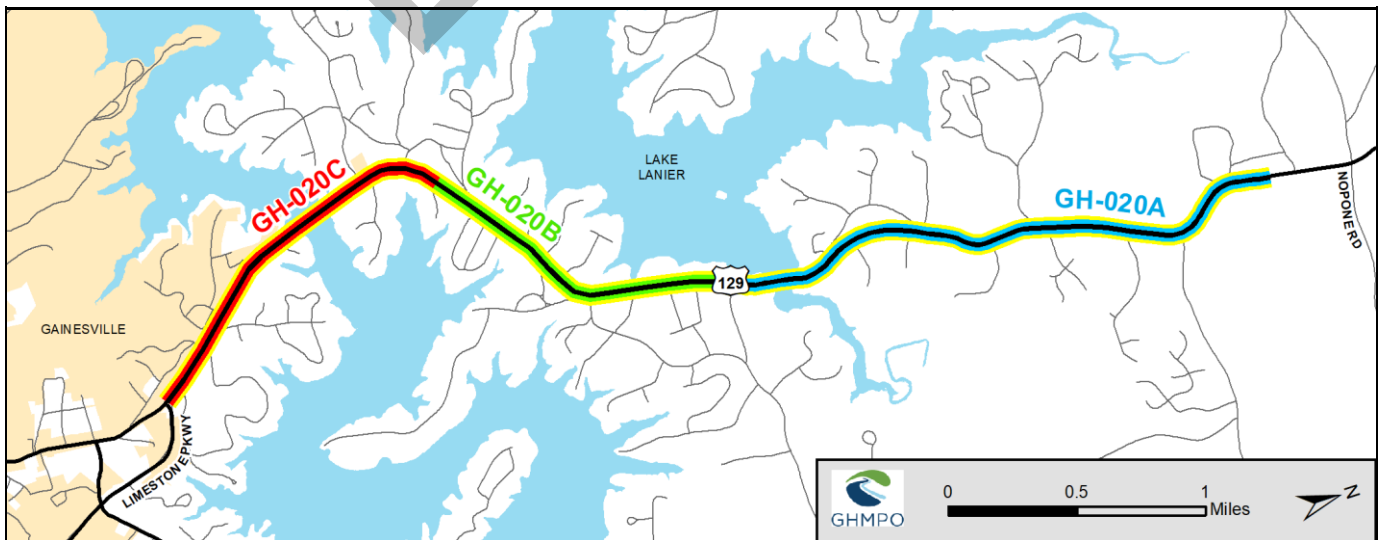 LAKE
LANIER
GH-020C
GH-020B
GH-020A
NOPONE RD
129
GAINESVILLE
LIMESTONE PKWY
GHMPO
0 0.5 1
Miles
N